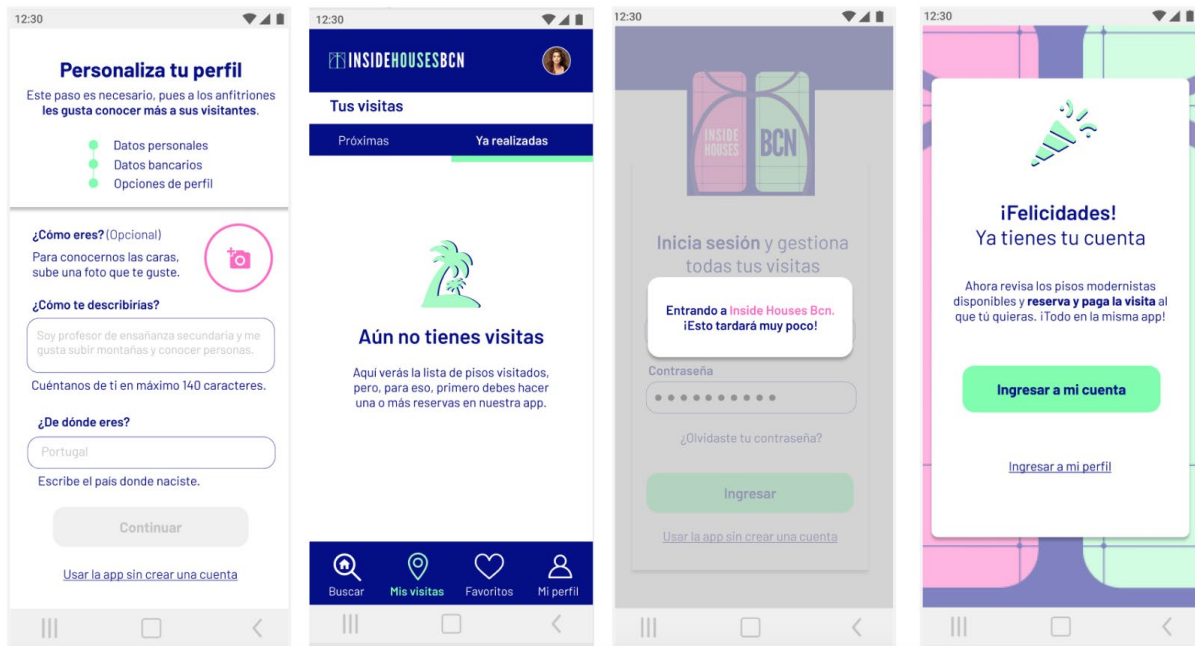 12:30
Personaliza tu perfil
Este paso es necesario, pues a los anfitriones
les gusta conocer más a sus visitantes.
Datos personales
Datos bancarios
Opciones de perfil
¿Cómo eres? (Opcional)
Para conocernos las caras,
sube una foto que te guste.
¿Cómo te describirías?
Soy profesor de ensañanza secundaria y me
gusta subir montañas y conocer personas.
Cuéntanos de ti en máximo 140 caracteres.
¿De dónde eres?
Portugal
Escribe el país donde naciste.
Continuar
Usar la app sin crear una cuenta
12:30
INSIDEHOUSESBCN
Tus visitas
Próximas
Ya realizadas
Aún no tienes visitas
Aquí verás la lista de pisos visitados,
pero, para eso, primero debes hacer
una o más reservas en nuestra app.
Buscar
Mis visitas
Favoritos
Mi perfil
12:30
INSIDE
HOUSES
BCN
Inicia sesión y gestiona
todas tus visitas
Entrando a Inside Houses Bcn.
¡Esto tardará muy poco!
Contraseña
¿Olvidaste tu contraseña?
Ingresar
Usar la app sin crear una cuenta
12:30
¡Felicidades!
Ya tienes tu cuenta
Ahora revisa los pisos modernistas
disponibles y reserva y paga la visita al
que tú quieras. ¡Todo en la misma app!
Ingresar a mi cuenta
Ingresar a mi perfil